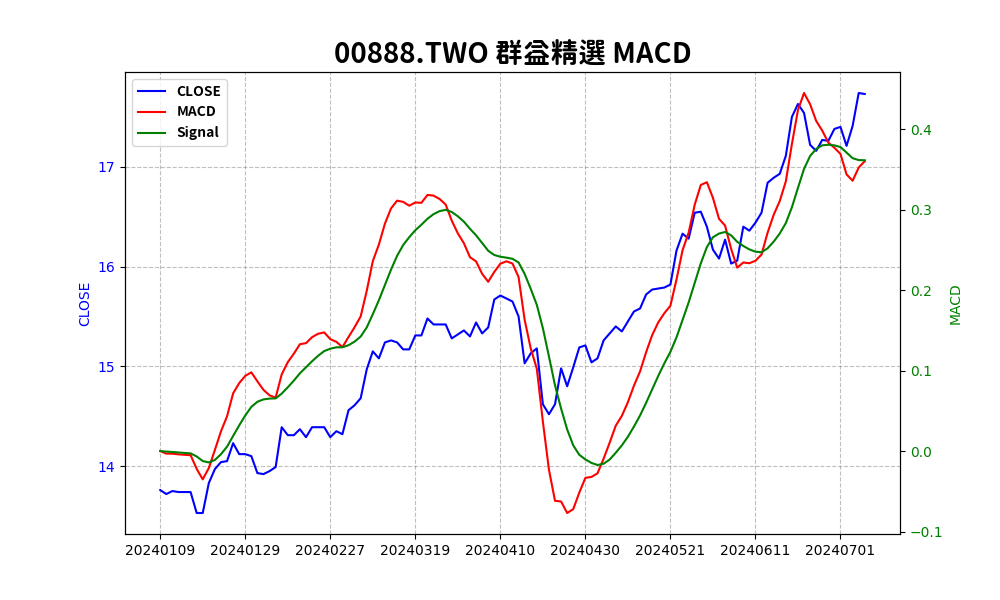 00888.TWO 群益精選 MACD
CLOSE
MACD
Signal
17
16
15
14
CLOSE
0.4
0.3
0.2
0.1
0.0
−0.1
MACD
20240109 20240129 20240227 20240319 20240410 20240430 20240521 20240611 20240701